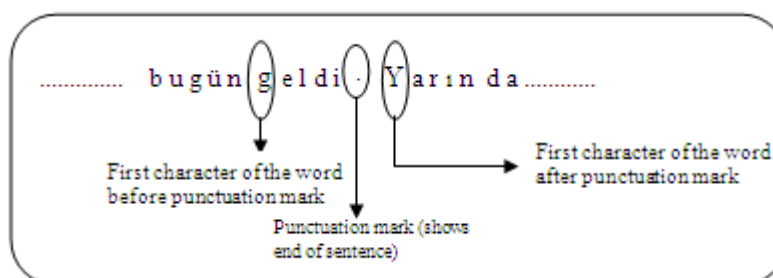 .............. bugün geldi . Yarın da ............
First character of the word
before punctuation mark
First character of the word
after punctuation mark
Punctuation mark (shows
end of sentence)